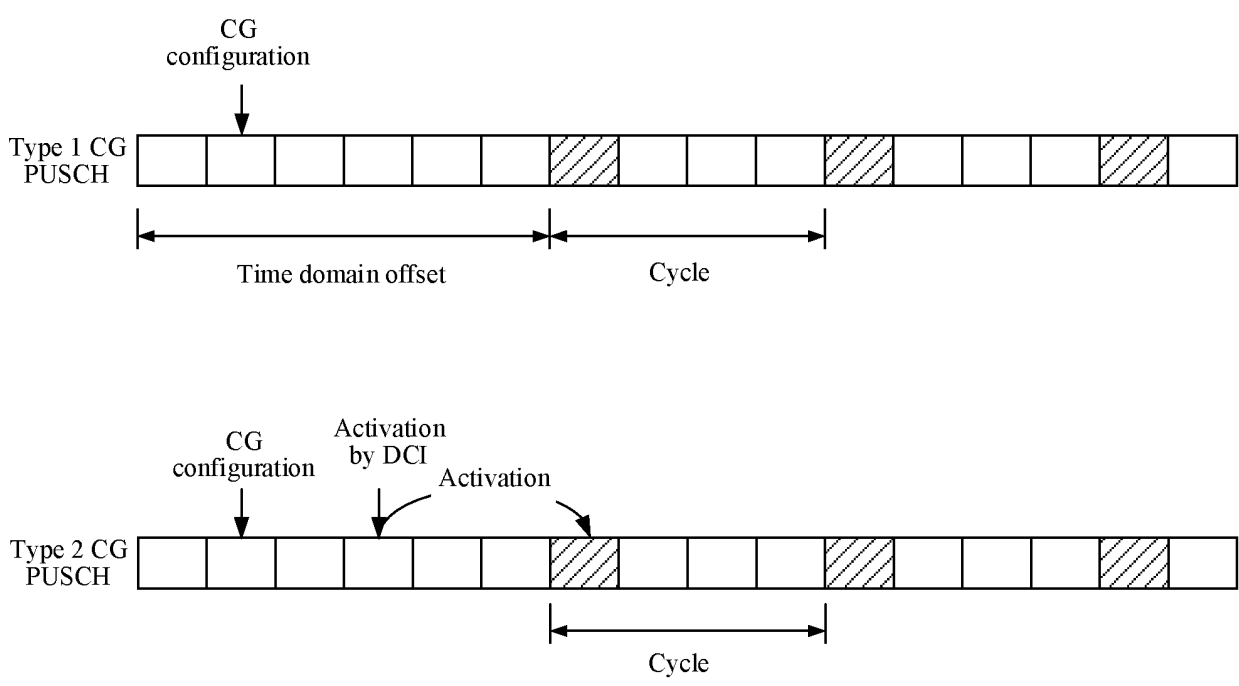 CG
configuration
Type 1 CG
PUSCH
Time domain offset
Cycle
CG
configuration
Activation
by DCI
Activation
Type 2 CG
PUSCH
Cycle